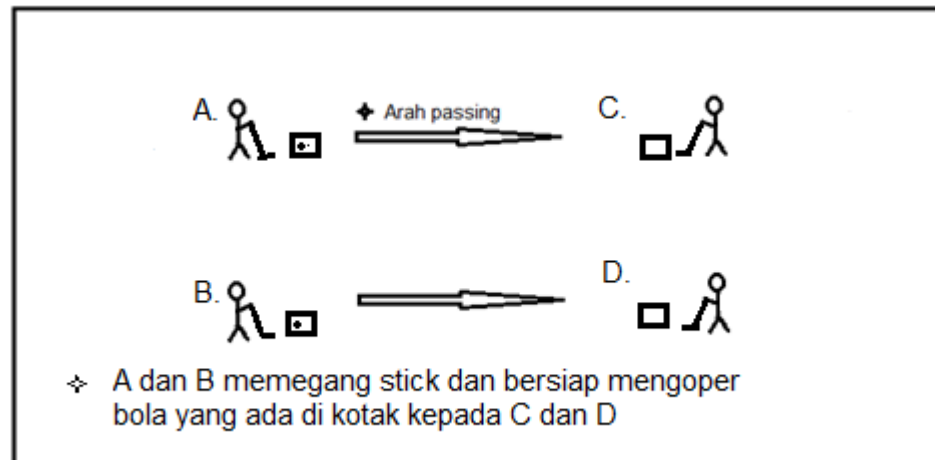 A.
✦ Arah passing
C.
B.
D.
✧ A dan B memegang stick dan bersiap mengoper
bola yang ada di kotak kepada C dan D